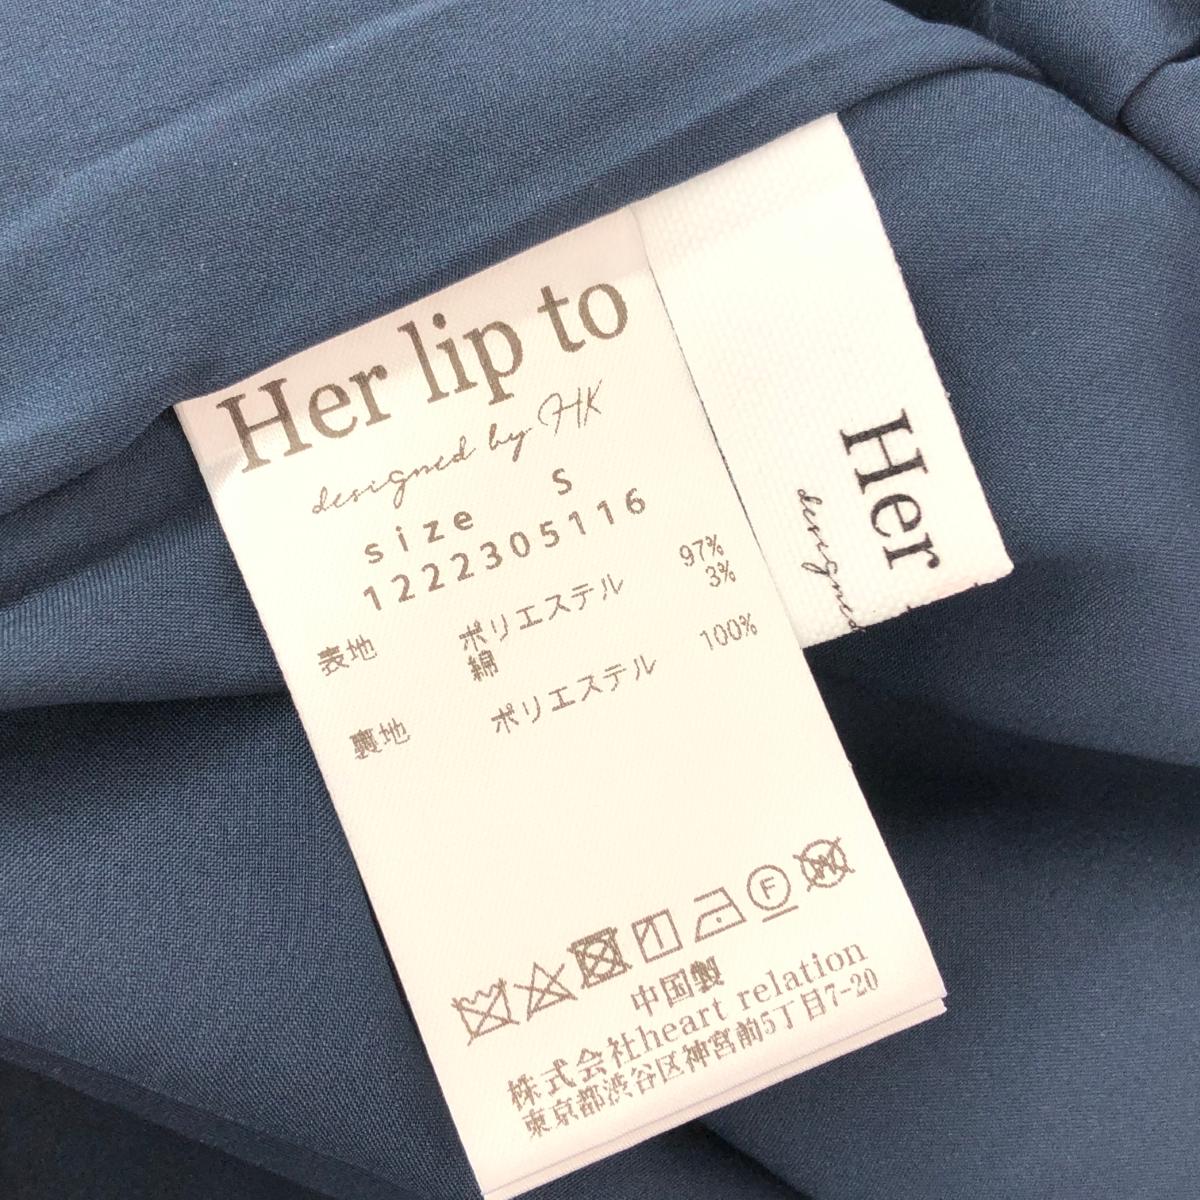 Her lip to
designed by HK
size S
1222305116
表地 ポリエステル 97%
綿 3%
裏地 ポリエステル 100%
F
W
中国製
株式会社heart relation
東京都渋谷区神宮前5丁目7-20
Her
designed